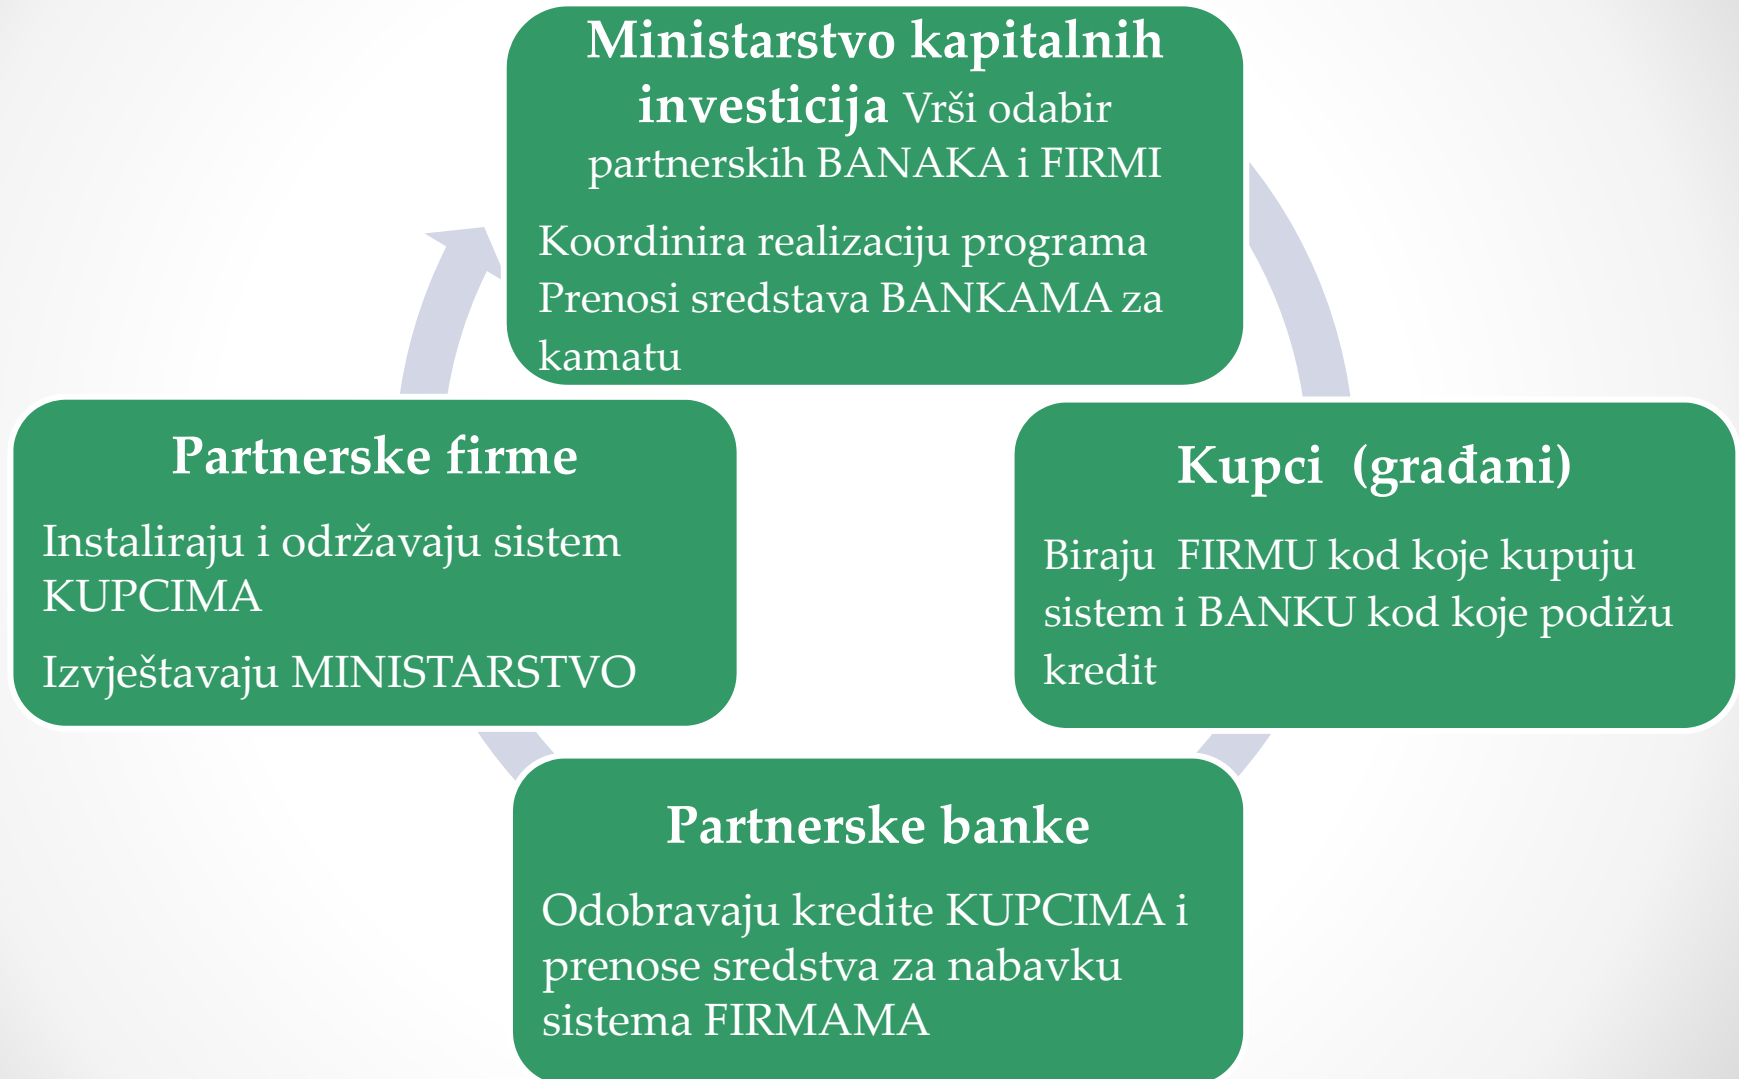 Ministarstvo kapitalnih
investicija Vrši odabir
partnerskih BANAKA i FIRMI
Koordinira realizaciju programa
Prenosi sredstava BANKAMA za
kamatu
Kupci (građani)
Biraju FIRMU kod koje kupuju
sistem i BANKU kod koje podižu
kredit
Partnerske banke
Odobravaju kredite KUPCIMA i
prenose sredstva za nabavku
sistema FIRMAMA
Partnerske firme
Instaliraju i održavaju sistem
KUPCIMA
Izvještavaju MINISTARSTVO